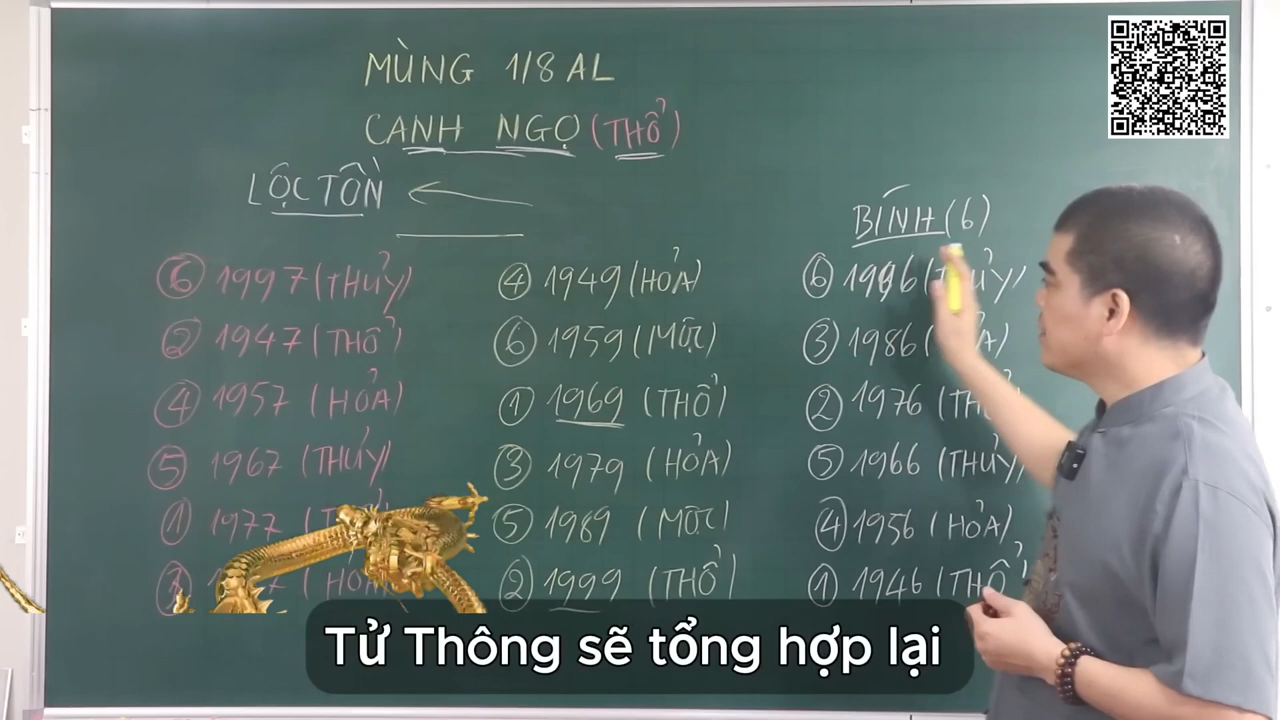 MÙNG 1/8 AL
CANH NGỌ (THỔ)
LỘC TỒN
⑥ 1997 (THỦY)
② 1947 (THỔ)
④ 1957 (HỎA)
⑤ 1967 (THỦY)
① 1977
④ 1949 (HỎA)
⑥ 1959 (MỘC)
① 1969 (THỔ)
③ 1979 (HỎA)
⑤ 1989 (MỘC)
② 1999 (THỔ)
BÍNH (6)
⑥ 1996 (THỦY)
③ 1986
② 1976
⑤ 1966 (THỦY)
④ 1956 (HỎA)
① 1946 (THỔ)
Tử Thông sẽ tổng hợp lại